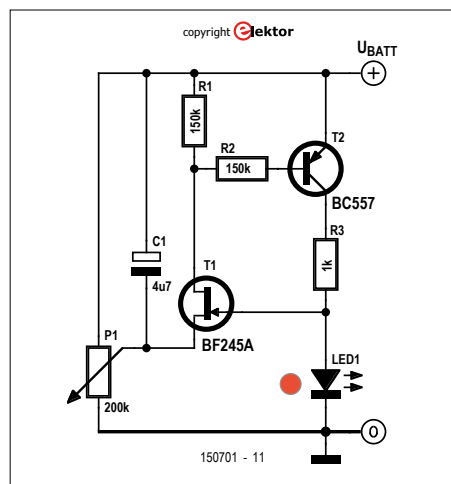 copyright elektor
UBATT
+
R1
150k
T2
R2
150k
BC557
R3
1k
C1
4u7
T1
BF245A
P1
200k
LED1
0
150701 - 11